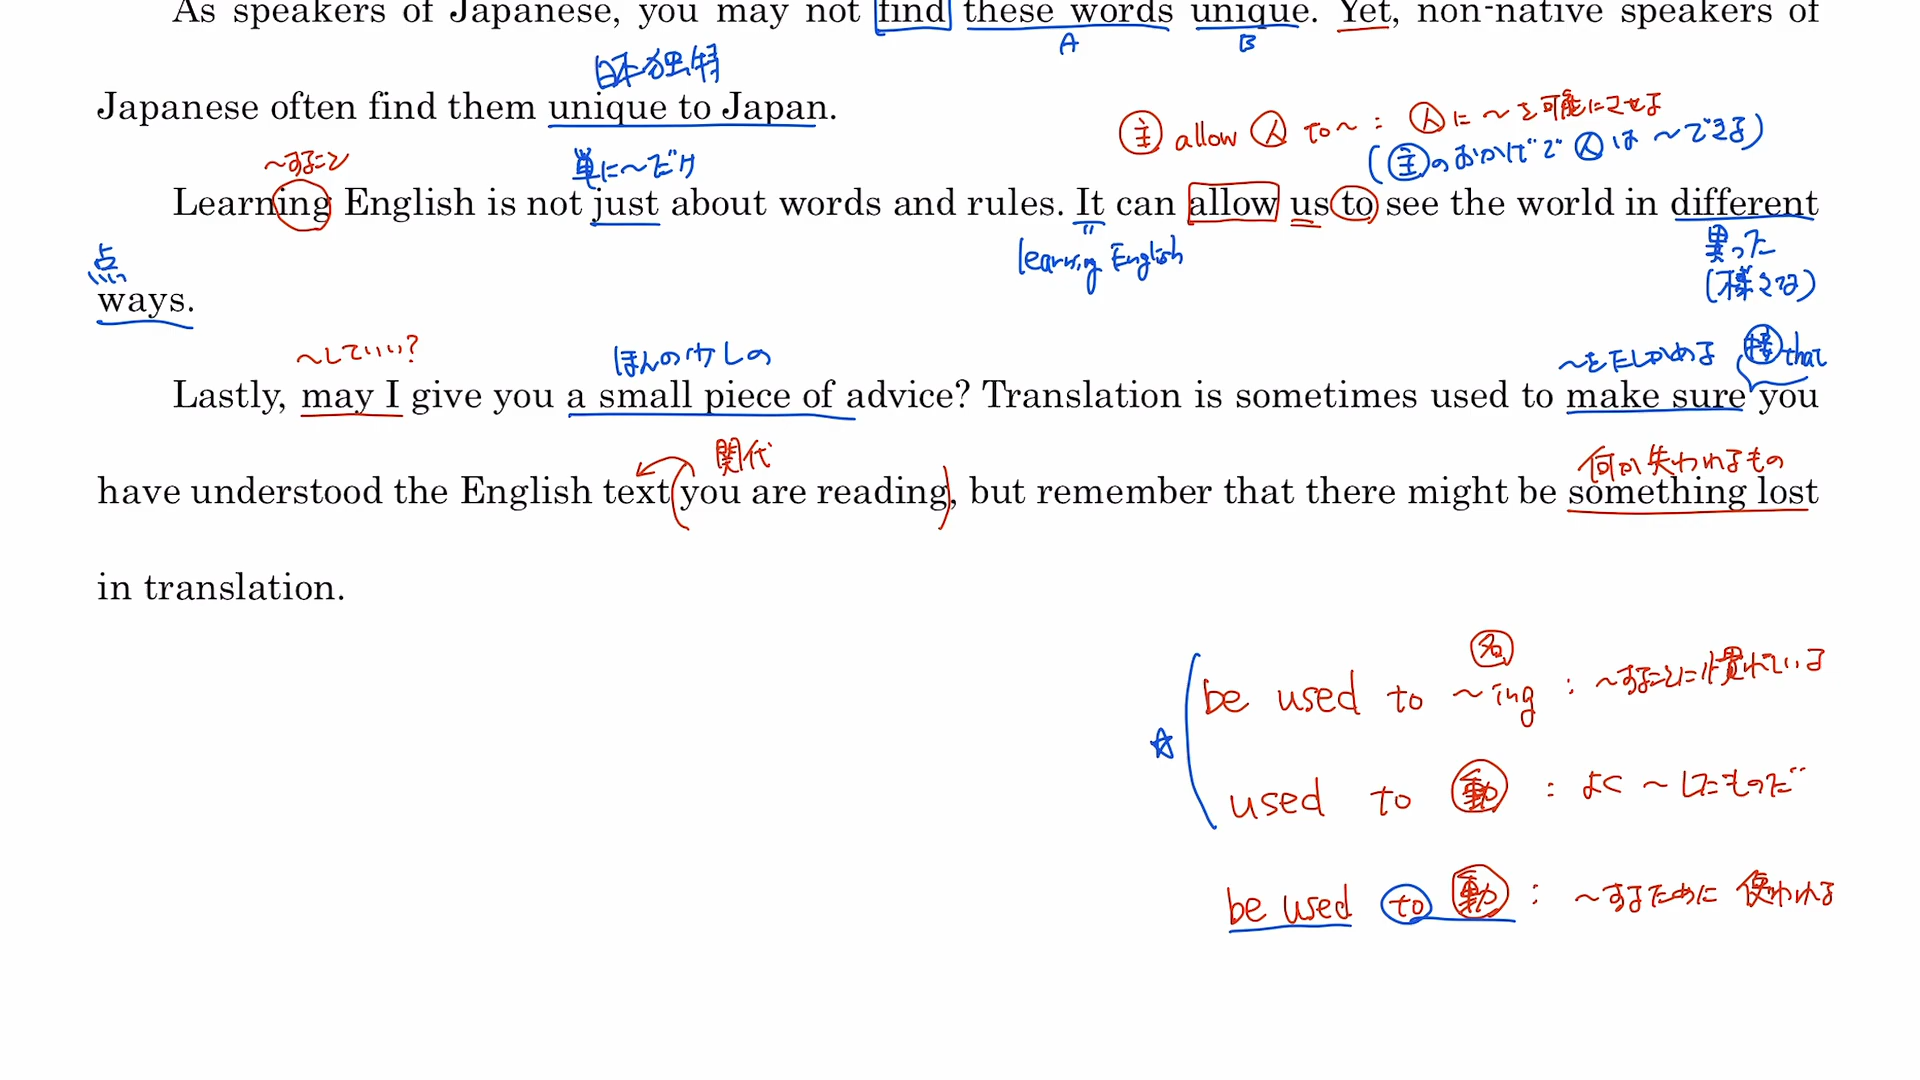 As speakers of Japanese, you may not find these words unique. Yet, non-native speakers of
A B
日本独特
Japanese often find them unique to Japan.
主 allow 人 to~ : 人に~を可能にさせる
(主のおかげで人は~できる)
~すること 単に~だけ
Learning English is not just about words and rules. It can allow us to see the world in different
learning English
異った
(様々な)
点
ways.
~していい? ほんの少しの ~をたしかめる 接that
Lastly, may I give you a small piece of advice? Translation is sometimes used to make sure you
関代 何か失われるもの
have understood the English text (you are reading), but remember that there might be something lost
in translation.
名
☆ be used to ~ing : ~することに慣れている
used to 動 : よく~したものだ
be used to 動 : ~するために使われる